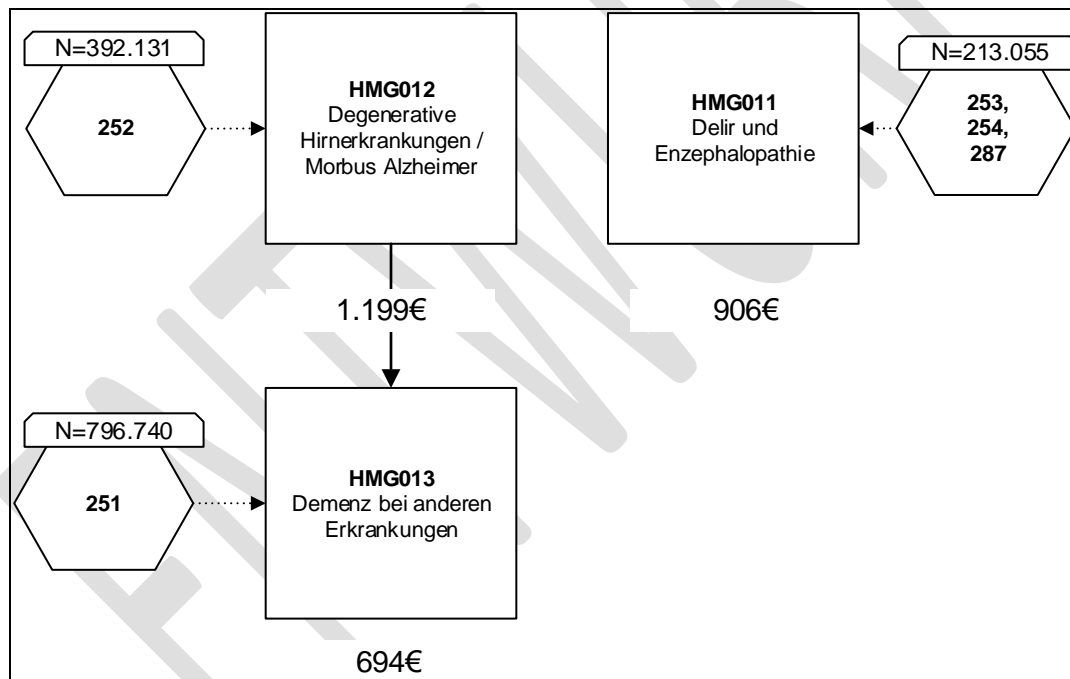 N=392.131
252
HMG012
Degenerative
Hirnerkrankungen /
Morbus Alzheimer
HMG011
Delir und
Enzephalopathie
N=213.055
253,
254,
287
1.199€
906€
N=796.740
251
HMG013
Demenz bei anderen
Erkrankungen
694€